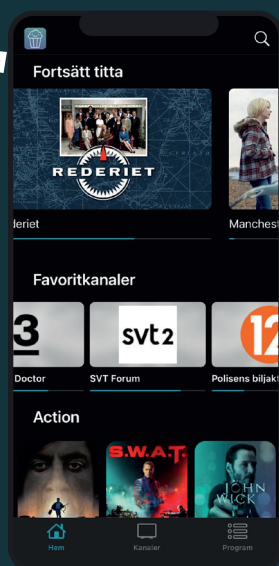 Fortsätt titta
REDERIET
deriet
Manchest
Favoritkanaler
3
svt2
12
Doctor
SVT Forum
Polisens biljakt
Action
S.W.A.T.
JOHN
WICK
Hem
Kanaler
Program